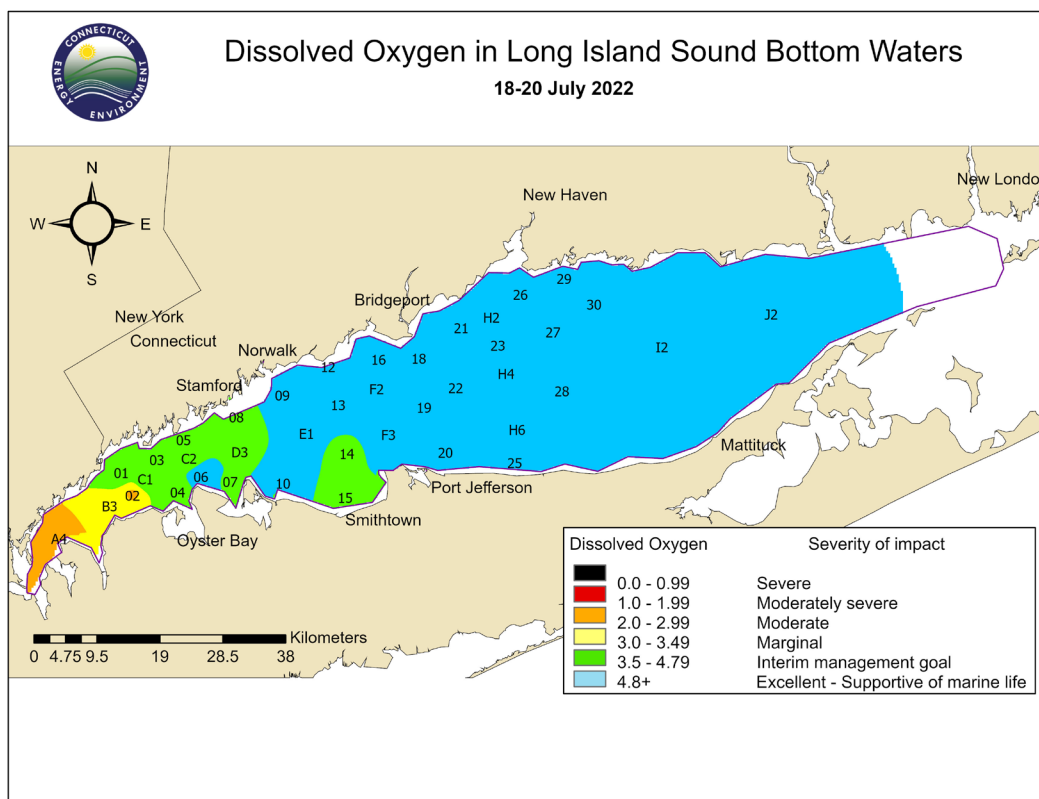 CONNECTICUT
ENERGY
ENVIRONMENT
Dissolved Oxygen in Long Island Sound Bottom Waters
18-20 July 2022
N
W E
S
New Londo
New Haven
29
26
30
Bridgeport
H2
J2
New York
21
27
Connecticut
23
I2
Norwalk
12
16
18
H4
Stamford
09
F2
22
28
13
19
08
05
E1
F3
H6
Mattituck
03
C2
D3
14
20
25
01
C1
06
07
10
Port Jefferson
02
04
15
B3
Smithtown
A4
Oyster Bay
Dissolved Oxygen Severity of impact
0.0 - 0.99 Severe
1.0 - 1.99 Moderately severe
2.0 - 2.99 Moderate
3.0 - 3.49 Marginal
3.5 - 4.79 Interim management goal
4.8+ Excellent - Supportive of marine life
Kilometers
0 4.75 9.5 19 28.5 38